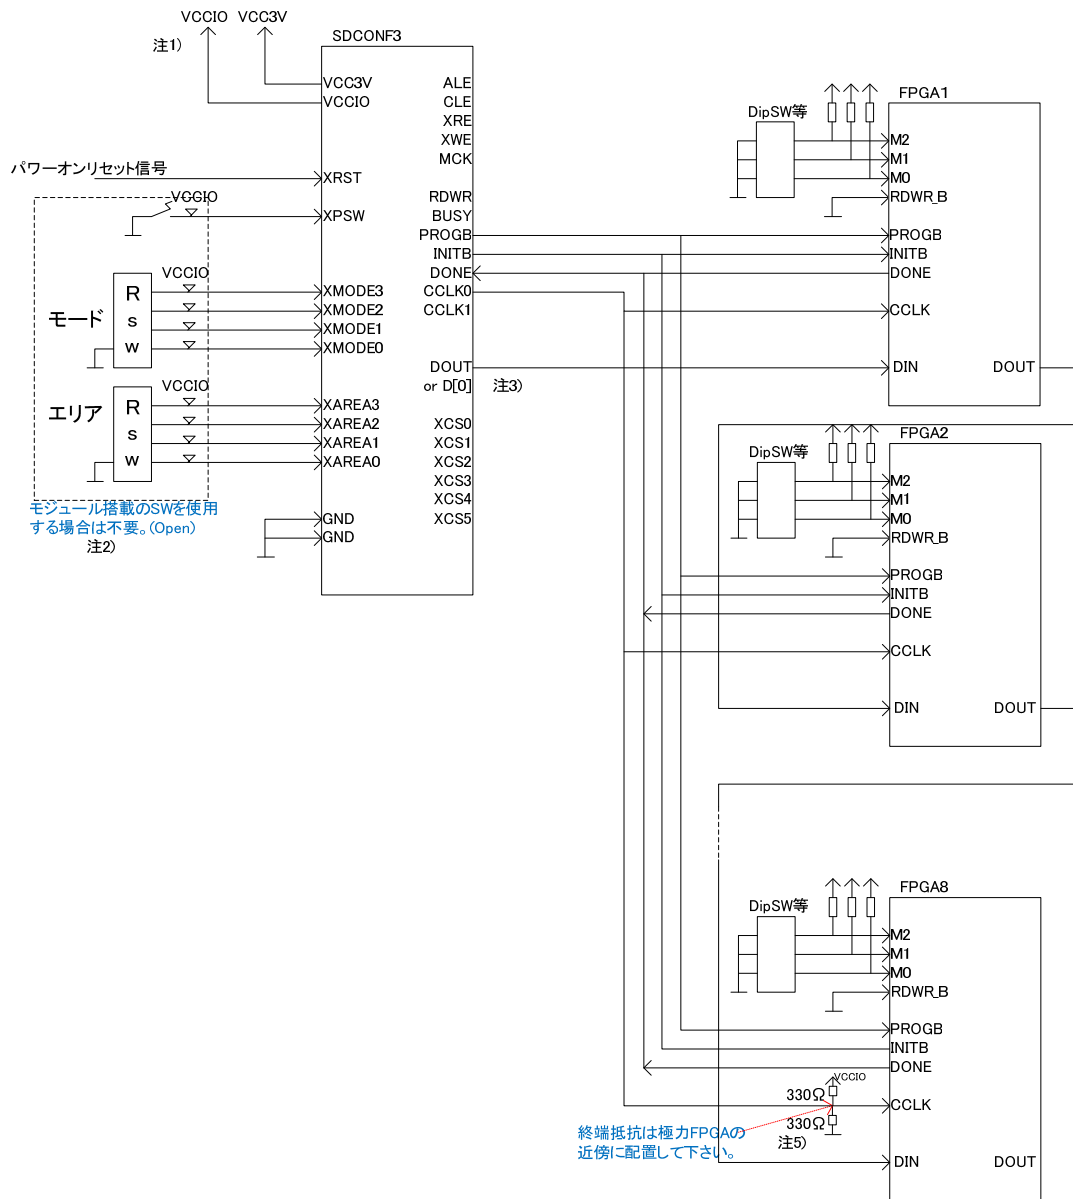 VCCIO VCC3V
注1)
SDCONF3
VCC3V
VCCIO
パワーオンリセット信号
XRST
VCCIO
XPSW
VCCIO
モード
R
s
w
XMODE3
XMODE2
XMODE1
XMODE0
VCCIO
エリア
R
s
w
XAREA3
XAREA2
XAREA1
XAREA0
モジュール搭載のSWを使用
する場合は不要。(Open)
注2)
GND
GND
ALE
CLE
XRE
XWE
MCK
RDWR
BUSY
PROGB
INITB
DONE
CCLK0
CCLK1
DOUT
or D[0]
注3)
XCS0
XCS1
XCS2
XCS3
XCS4
XCS5
FPGA1
DipSW等
M2
M1
M0
RDWR_B
PROGB
INITB
DONE
CCLK
DIN
DOUT
FPGA2
DipSW等
M2
M1
M0
RDWR_B
PROGB
INITB
DONE
CCLK
DIN
DOUT
FPGA8
DipSW等
M2
M1
M0
RDWR_B
PROGB
INITB
DONE
VCCIO
330Ω
CCLK
330Ω
注5)
終端抵抗は極力FPGAの
近傍に配置して下さい。
DIN
DOUT